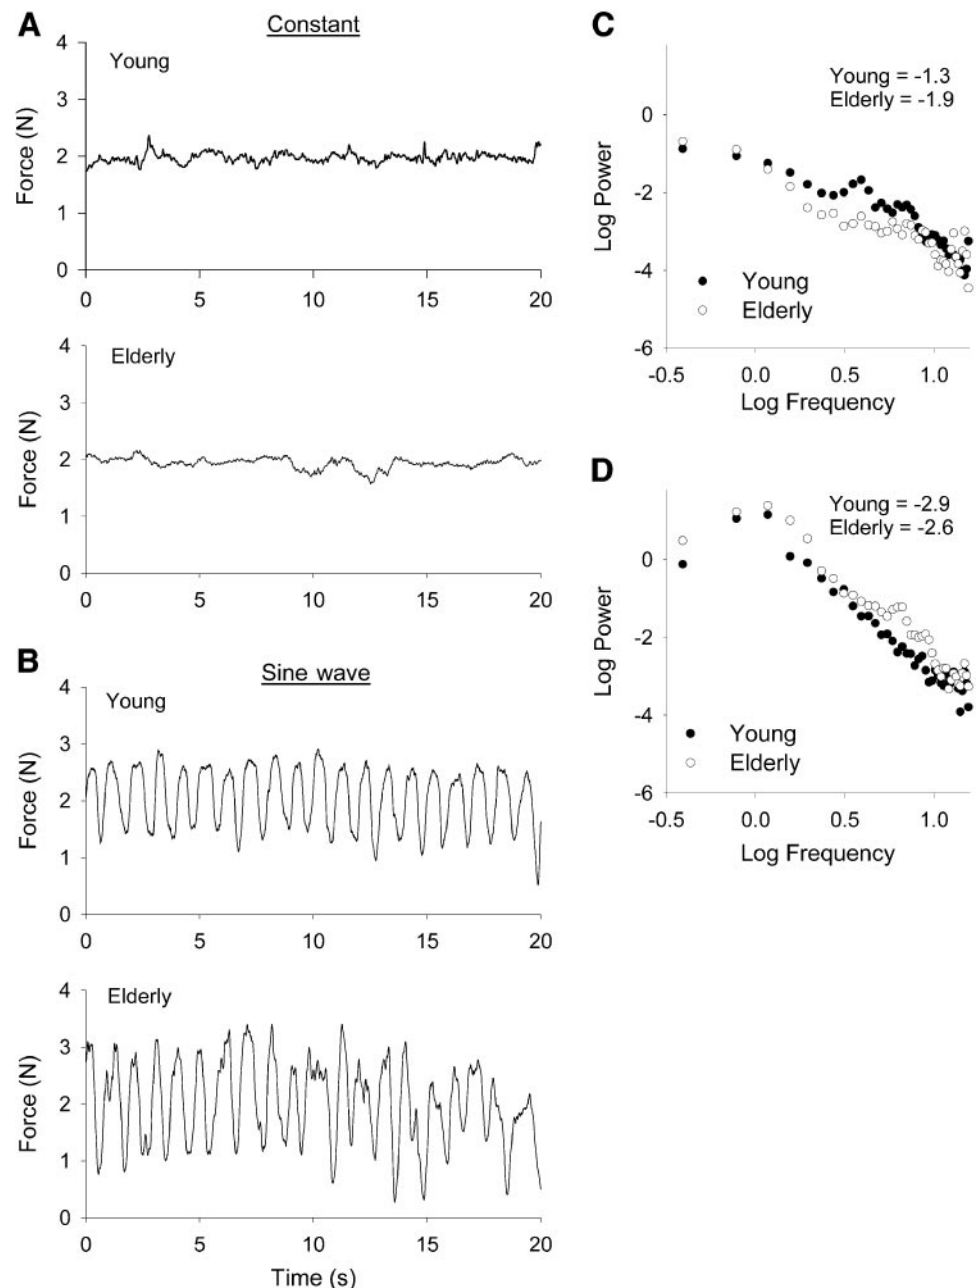 A
Constant
Young
4
3
2
1
0
Force (N)
0 5 10 15 20
Elderly
4
3
2
1
0
Force (N)
0 5 10 15 20
B
Sine wave
Young
4
3
2
1
0
Force (N)
0 5 10 15 20
Elderly
4
3
2
1
0
Force (N)
0 5 10 15 20
Time (s)
C
Young = -1.3
Elderly = -1.9
0
-2
-4
-6
Log Power
Young
Elderly
-0.5 0.0 0.5 1.0
Log Frequency
D
Young = -2.9
Elderly = -2.6
0
-2
-4
-6
Log Power
Young
Elderly
-0.5 0.0 0.5 1.0
Log Frequency